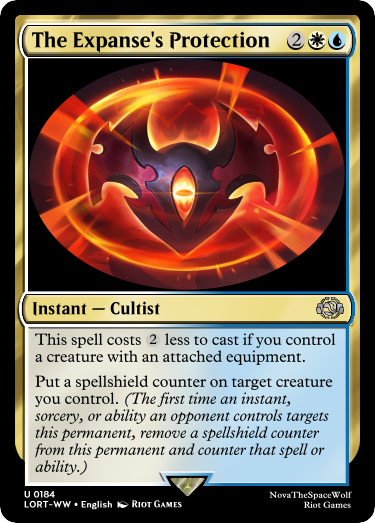 The Expanse's Protection 2
Instant — Cultist
This spell costs 2 less to cast if you control
a creature with an attached equipment.
Put a spellshield counter on target creature
you control. (The first time an instant,
sorcery, or ability an opponent controls targets
this permanent, remove a spellshield counter
from this permanent and counter that spell or
ability.)
U 0184
LORT-WW • English RIOT GAMES
NovaTheSpaceWolf
Riot Games